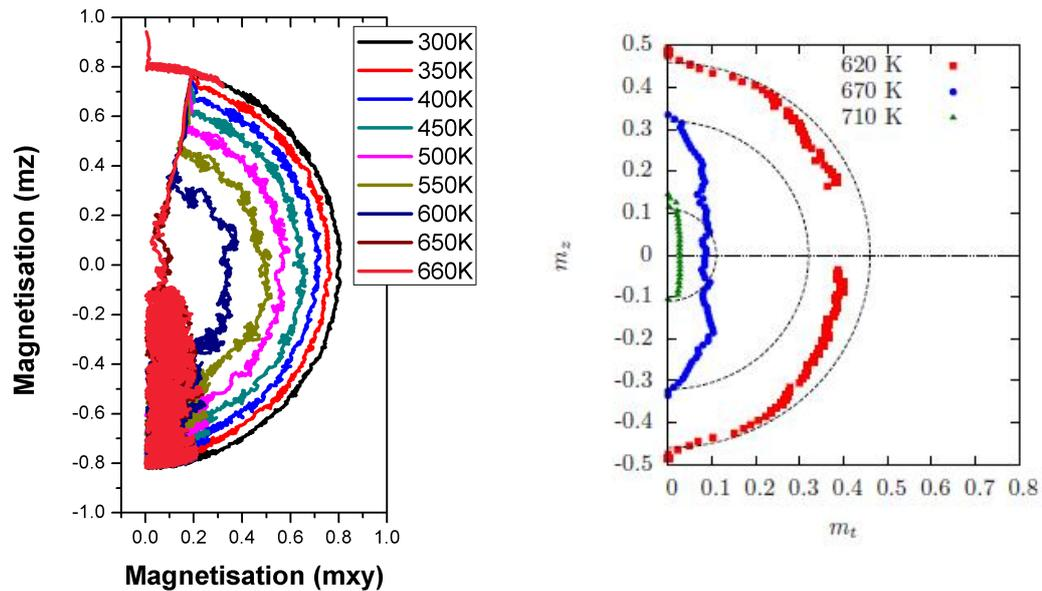 1.0
0.8
0.6
0.4
0.2
0.0
-0.2
-0.4
-0.6
-0.8
-1.0
0.0 0.2 0.4 0.6 0.8 1.0
Magnetisation (mz)
Magnetisation (mxy)
300K
350K
400K
450K
500K
550K
600K
650K
660K
0.5
0.4
0.3
0.2
0.1
0
-0.1
-0.2
-0.3
-0.4
-0.5
0 0.1 0.2 0.3 0.4 0.5 0.6 0.7 0.8
m_z
m_t
620 K
670 K
710 K